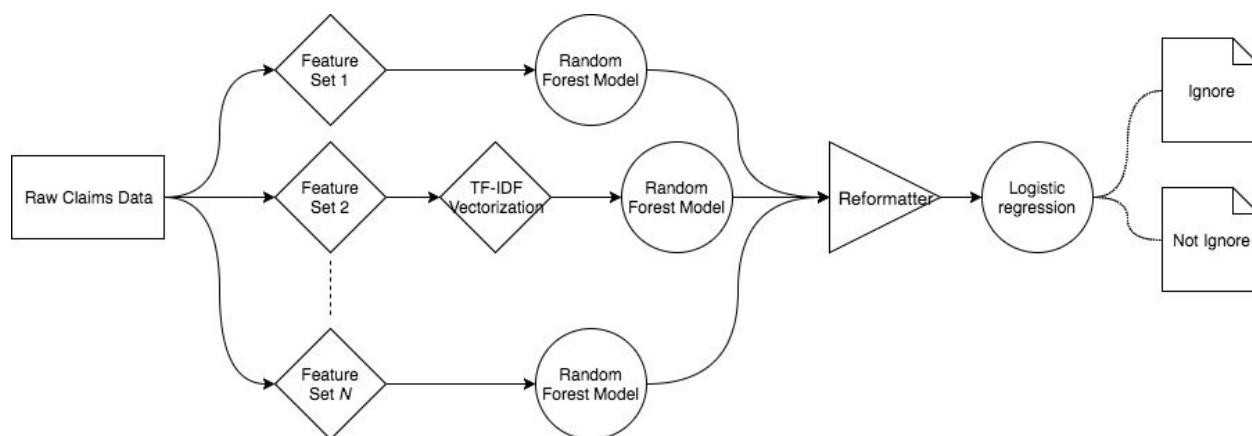 Feature
Set 1
Random
Forest Model
Ignore
Raw Claims Data
Feature
Set 2
TF-IDF
Vectorization
Random
Forest Model
Reformatter
Logistic
regression
Not Ignore
Feature
Set N
Random
Forest Model